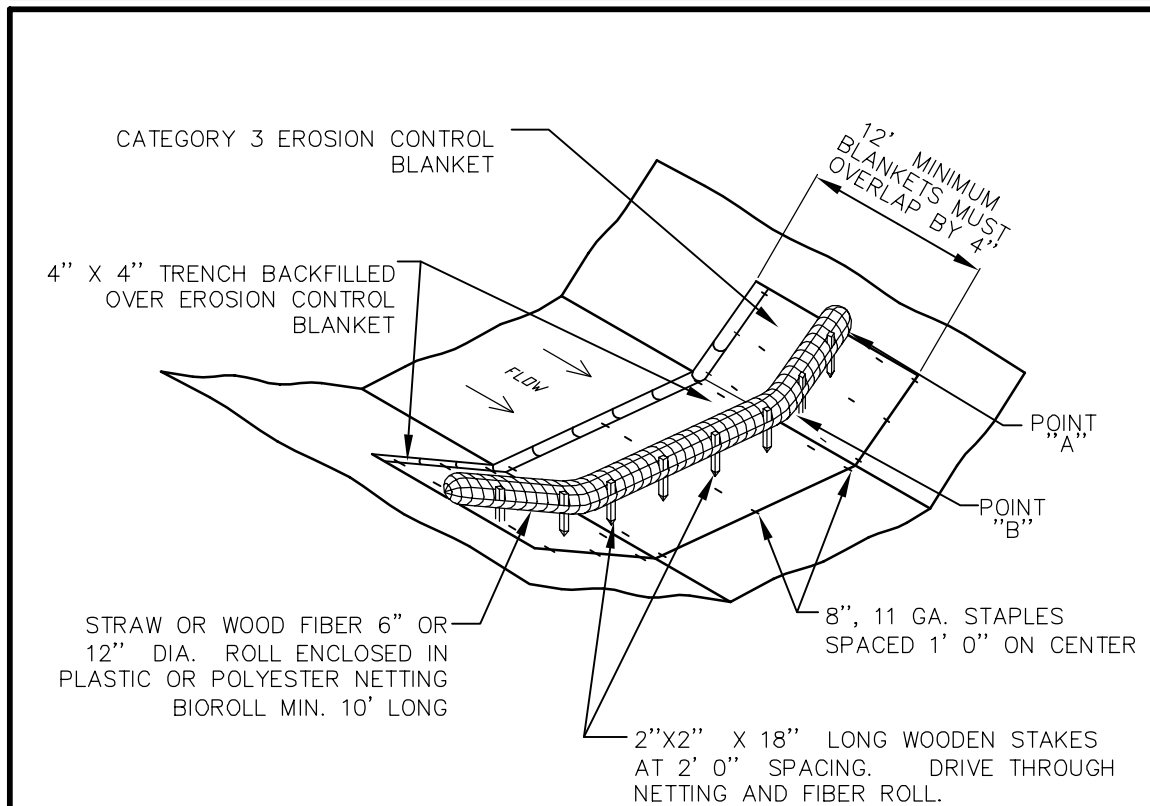 CATEGORY 3 EROSION CONTROL
BLANKET
12' MINIMUM
BLANKETS MUST
OVERLAP BY 4"
4" X 4" TRENCH BACKFILLED
OVER EROSION CONTROL
BLANKET
FLOW
POINT
"A"
POINT
"B"
STRAW OR WOOD FIBER 6" OR
12" DIA. ROLL ENCLOSED IN
PLASTIC OR POLYESTER NETTING
BIOROLL MIN. 10' LONG
8", 11 GA. STAPLES
SPACED 1' 0" ON CENTER
2"X2" X 18" LONG WOODEN STAKES
AT 2' 0" SPACING. DRIVE THROUGH
NETTING AND FIBER ROLL.